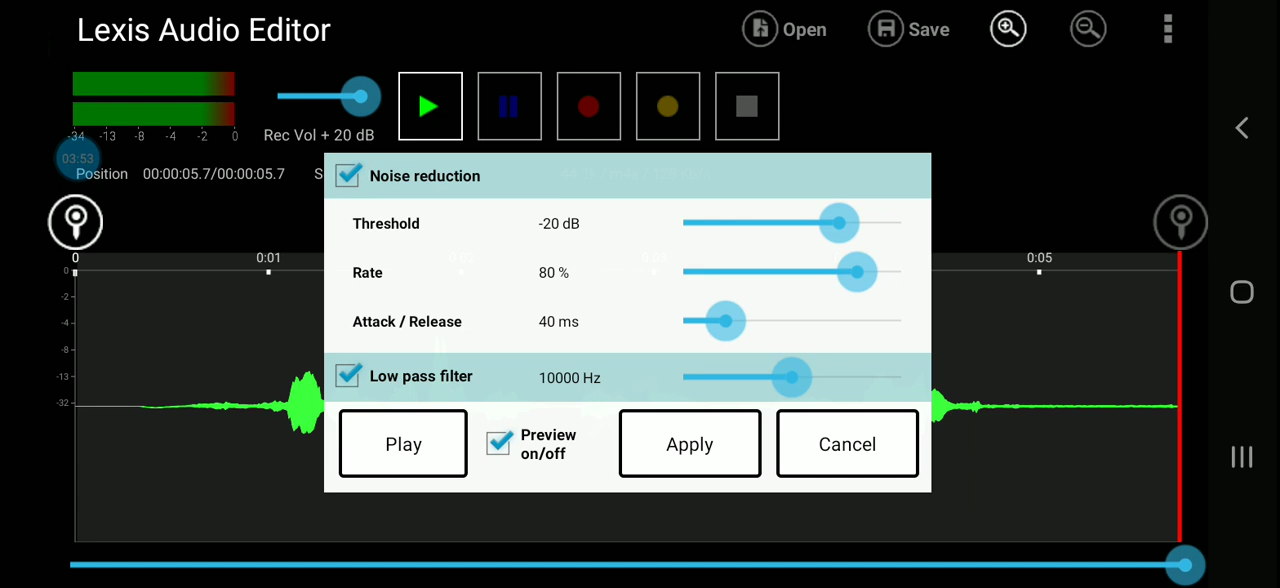 Lexis Audio Editor
Open
Save
-34 -13 -8 -4 -2 0
Rec Vol + 20 dB
03:53
Position 00:00:05.7/00:00:05.7 S
Noise reduction
Threshold -20 dB
Rate 80 %
Attack / Release 40 ms
Low pass filter 10000 Hz
Play
Preview
on/off
Apply
Cancel
0 0:01 0:05
0
-2
-4
-8
-13
-32